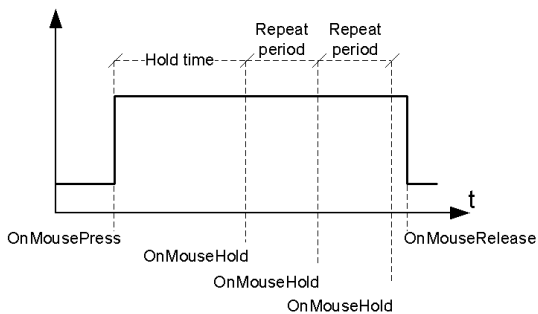 Repeat
period
Repeat
period
Hold time
t
OnMousePress
OnMouseRelease
OnMouseHold
OnMouseHold
OnMouseHold